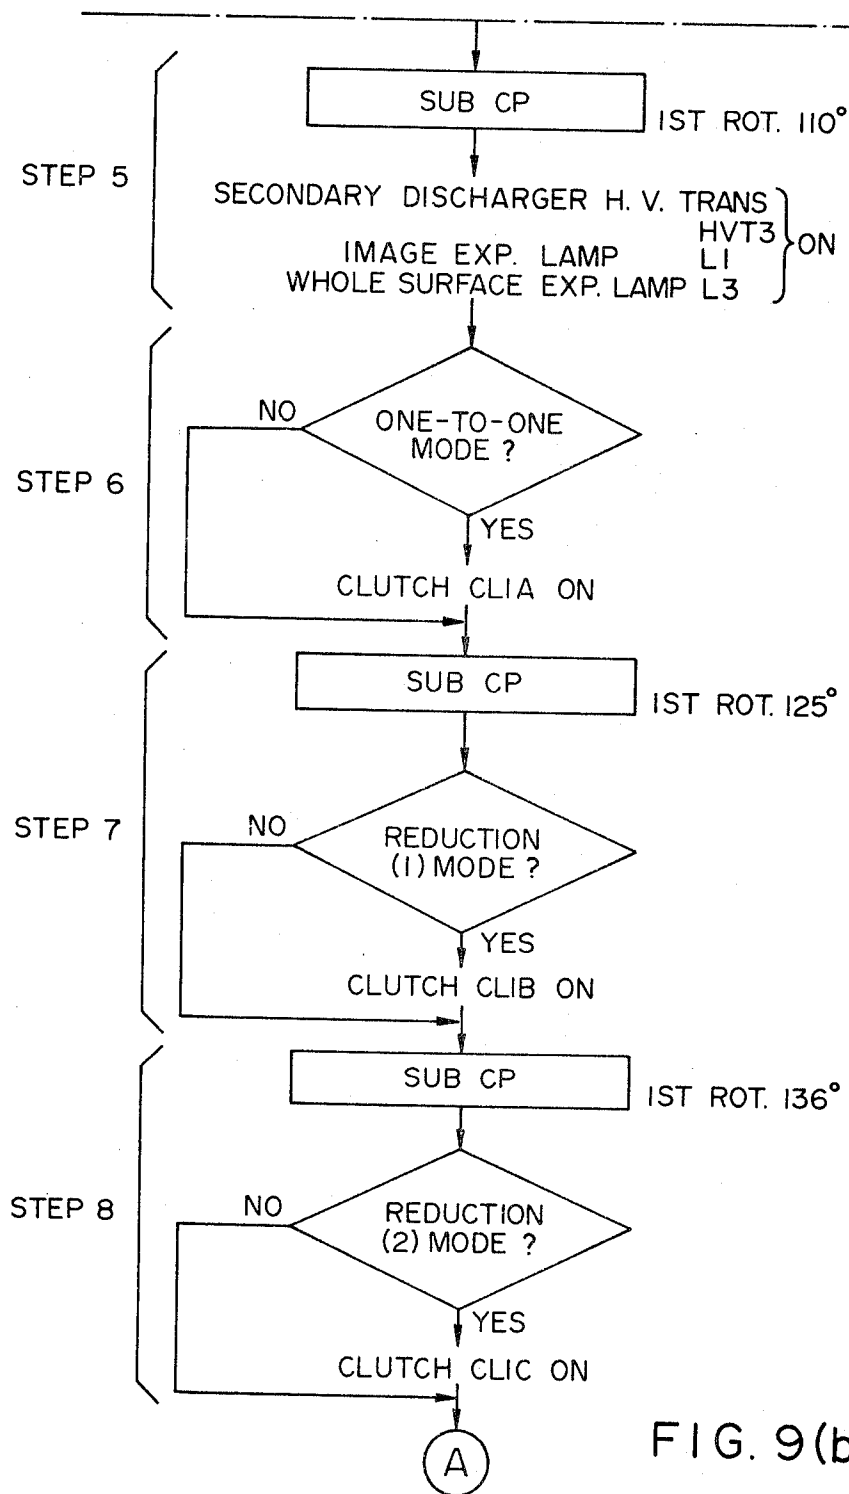 SUB CP
1ST ROT. 110°
STEP 5
SECONDARY DISCHARGER H. V. TRANS
HVT3
ON
IMAGE EXP. LAMP L1
WHOLE SURFACE EXP. LAMP L3
NO
ONE-TO-ONE
MODE ?
STEP 6
YES
CLUTCH CL1A ON
SUB CP
1ST ROT. 125°
STEP 7
NO
REDUCTION
(1) MODE ?
YES
CLUTCH CL1B ON
SUB CP
1ST ROT. 136°
STEP 8
NO
REDUCTION
(2) MODE ?
YES
CLUTCH CL1C ON
A
FIG. 9(b